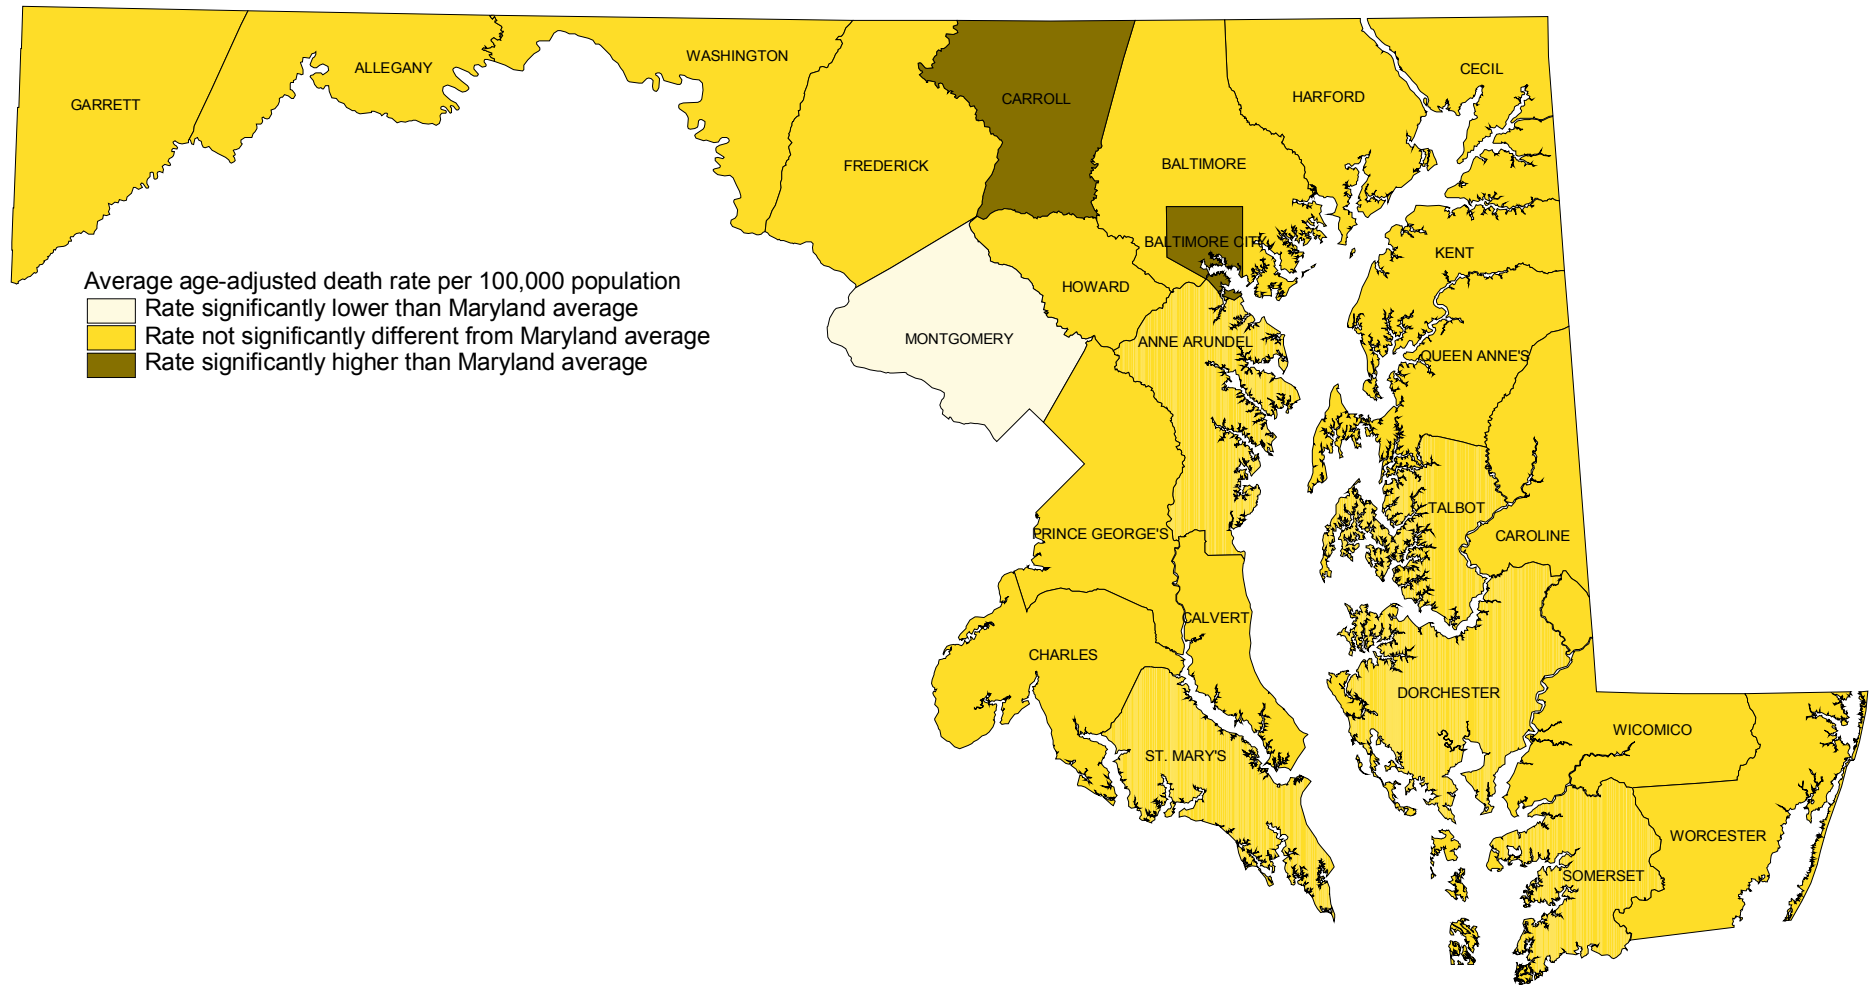 WASHINGTON
ALLEGANY
CECIL
GARRETT
CARROLL
HARFORD
FREDERICK
BALTIMORE
BALTIMORE CITY
KENT
Average age-adjusted death rate per 100,000 population
Rate significantly lower than Maryland average
Rate not significantly different from Maryland average
Rate significantly higher than Maryland average
HOWARD
MONTGOMERY
ANNE ARUNDEL
QUEEN ANNE'S
TALBOT
PRINCE GEORGE'S
CAROLINE
CALVERT
CHARLES
DORCHESTER
WICOMICO
ST. MARY'S
WORCESTER
SOMERSET